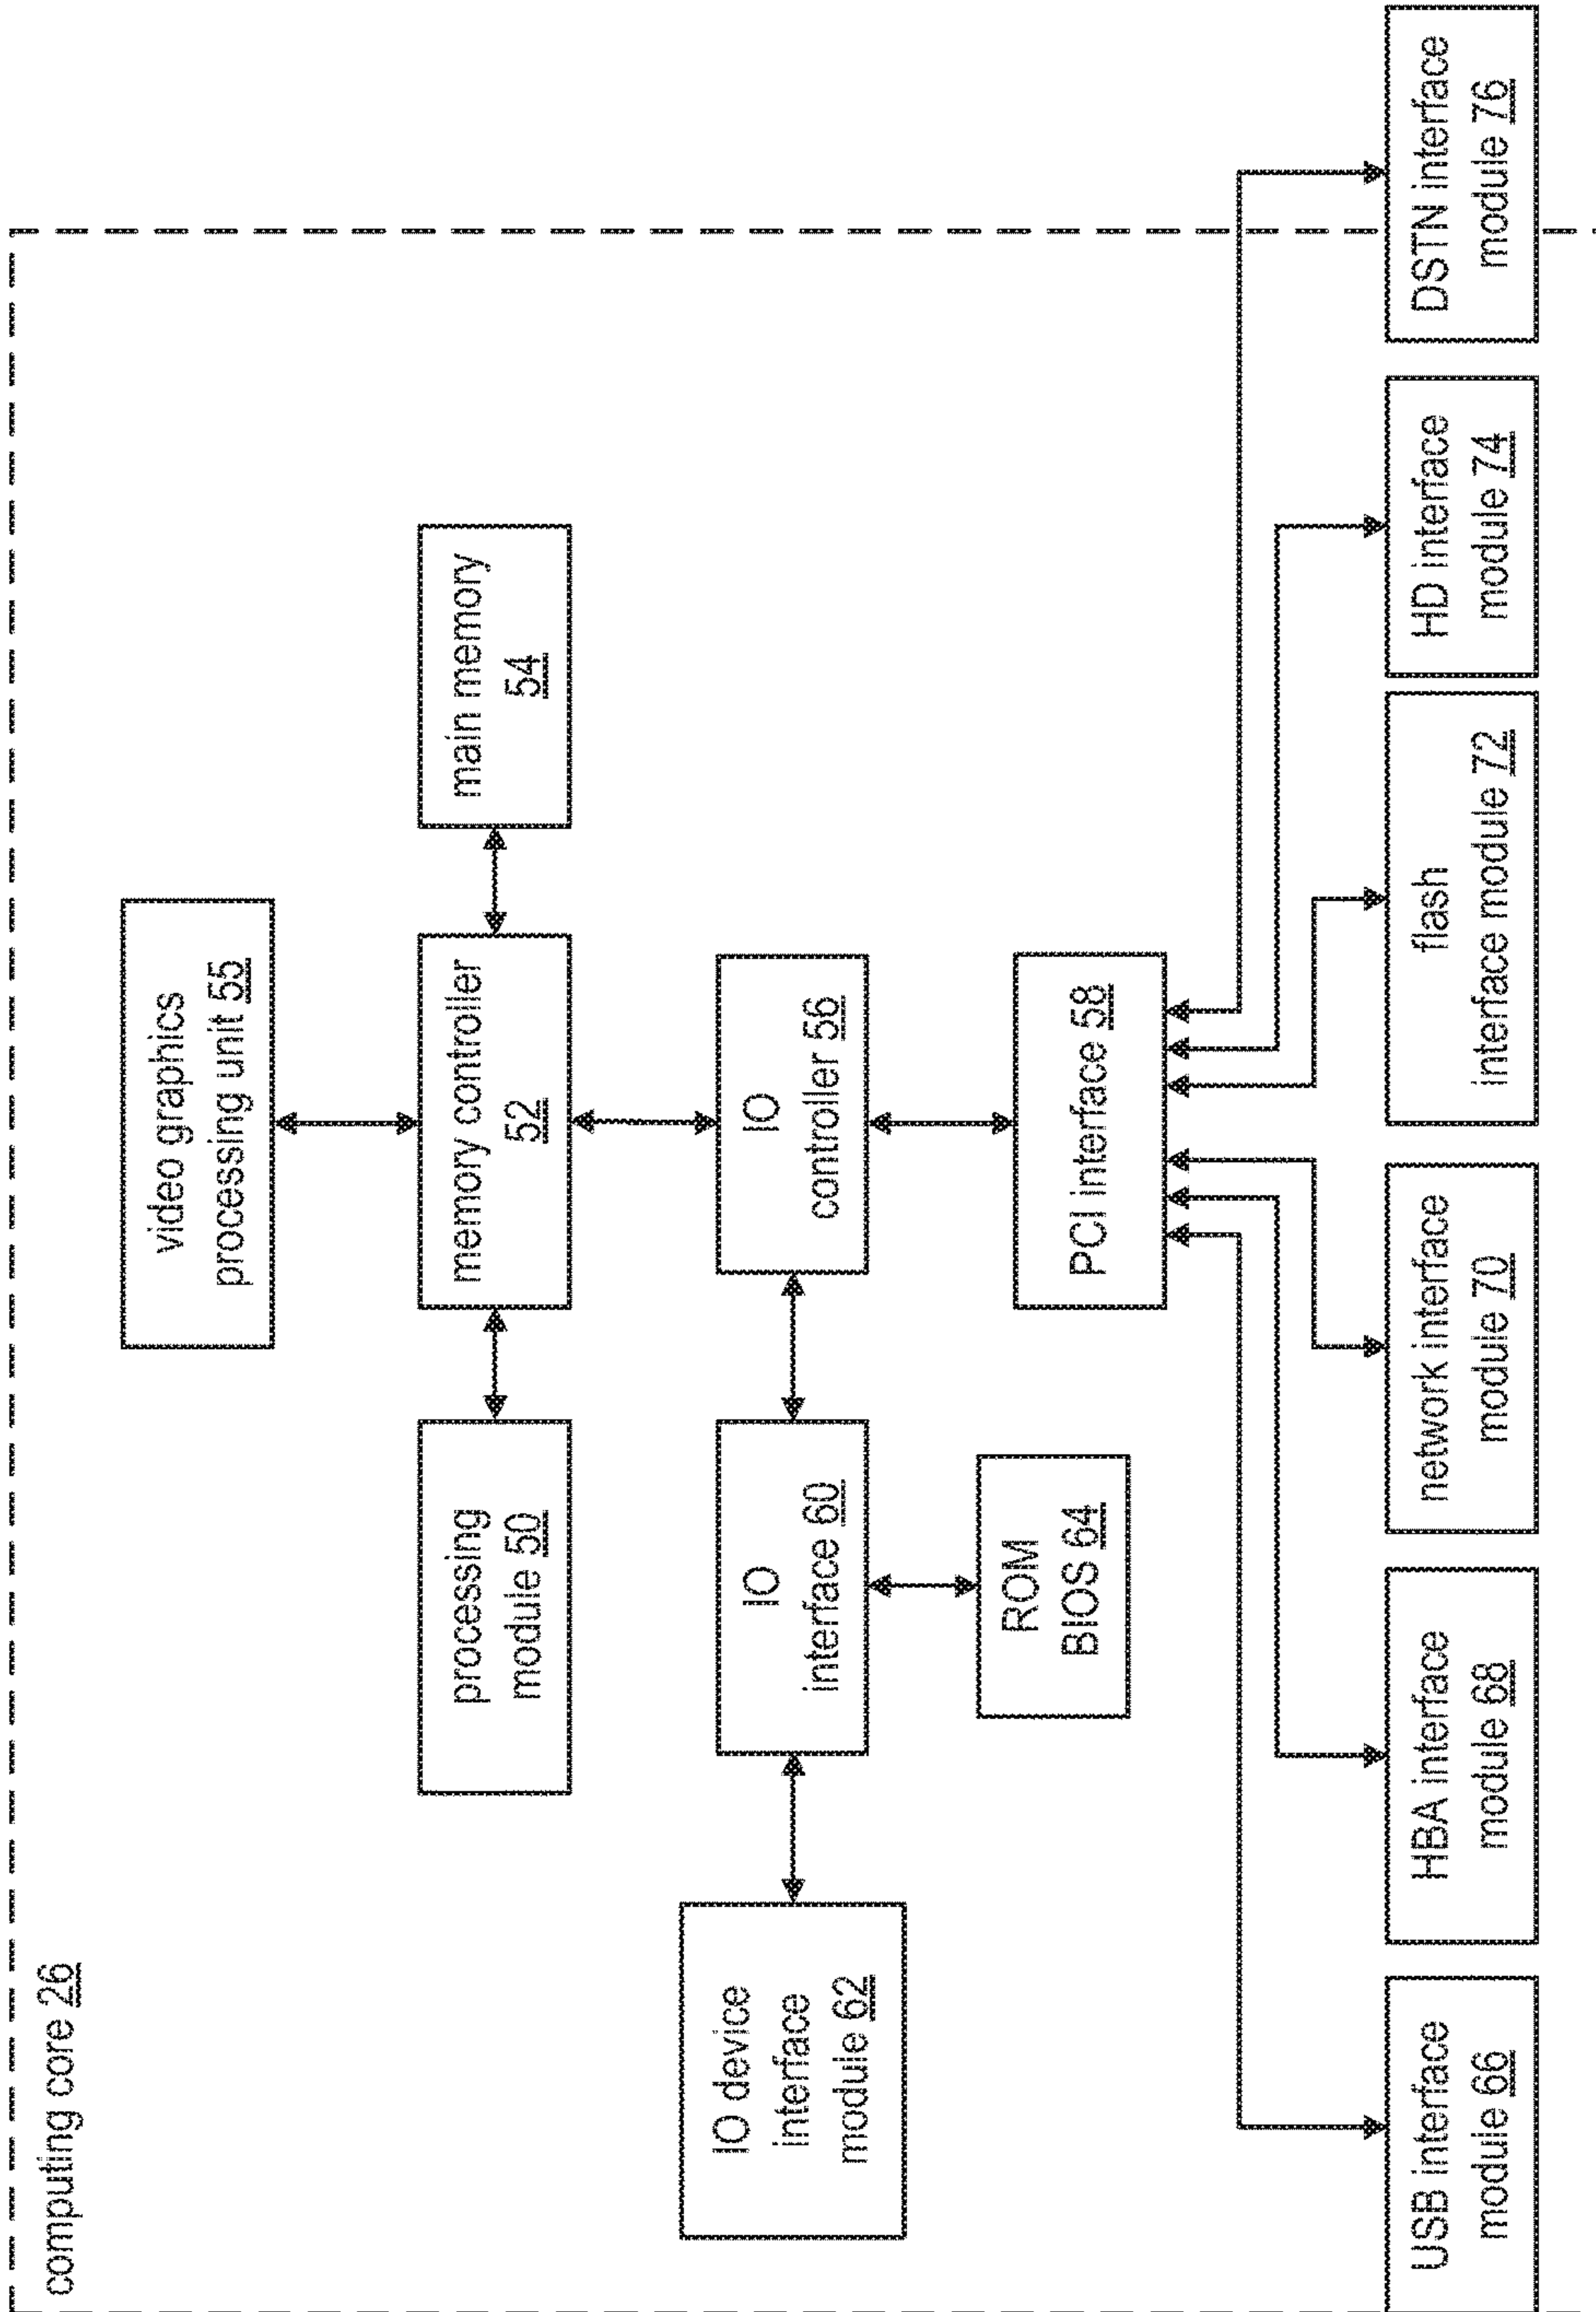 computing core 26
video graphics
processing unit 55
processing
module 50
memory controller
52
main memory
54
IO device
interface
module 62
IO
interface 60
IO
controller 56
ROM
BIOS 64
PCI interface 58
USB interface
module 66
HBA interface
module 68
network interface
module 70
flash
interface module 72
HD interface
module 74
DSTN interface
module 76